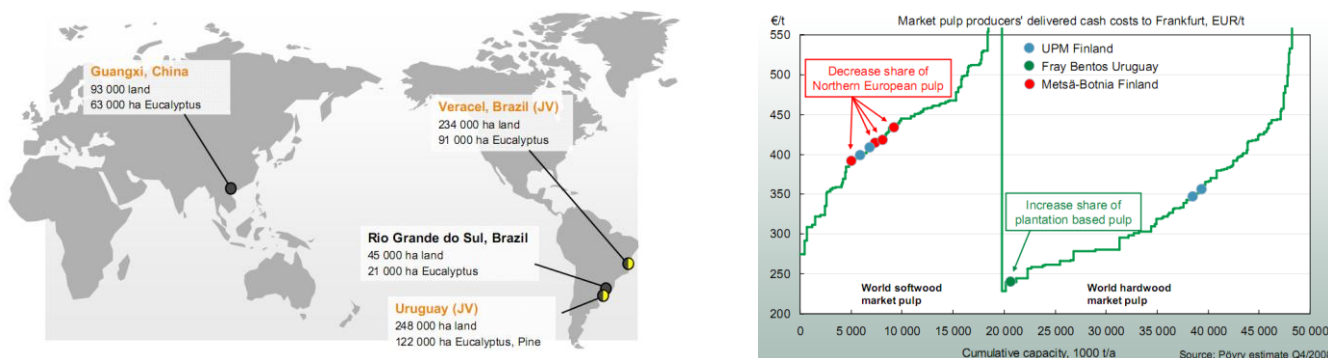 Guangxi, China
93 000 land
63 000 ha Eucalyptus
Veracel, Brazil (JV)
234 000 ha land
91 000 ha Eucalyptus
Rio Grande do Sul, Brazil
45 000 ha land
21 000 ha Eucalyptus
Uruguay (JV)
248 000 ha land
122 000 ha Eucalyptus, Pine
€/t
Market pulp producers' delivered cash costs to Frankfurt, EUR/t
550
500
450
400
350
300
250
200
UPM Finland
Fray Bentos Uruguay
Metsä-Botnia Finland
Decrease share of
Northern European pulp
Increase share of
plantation based pulp
World softwood
market pulp
World hardwood
market pulp
0
5 000
10 000
15 000
20 000
25 000
30 000
35 000
40 000
45 000
50 000
Cumulative capacity, 1000 t/a
Source: Pöyry estimate Q4/200